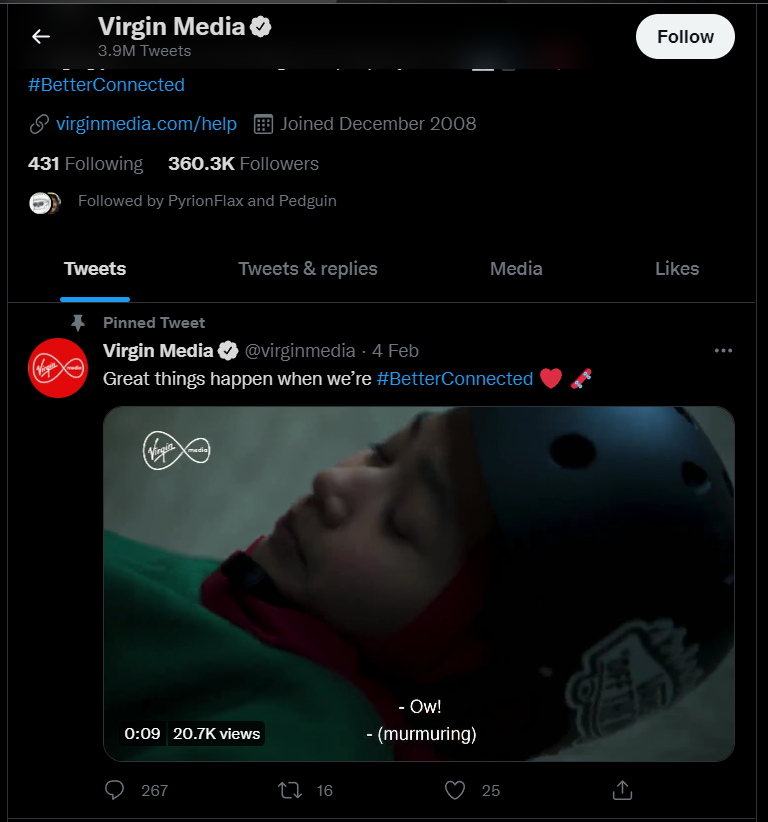 Virgin Media
3.9M Tweets
Follow
#BetterConnected
virginmedia.com/help Joined December 2008
431 Following 360.3K Followers
Followed by PyrionFlax and Pedguin
Tweets Tweets & replies Media Likes
Pinned Tweet
Virgin Media @virginmedia · 4 Feb
Great things happen when we’re #BetterConnected ❤️ 🛹
Virgin media
Virgin media
- Ow!
- (murmuring)
0:09 20.7K views
267 16 25